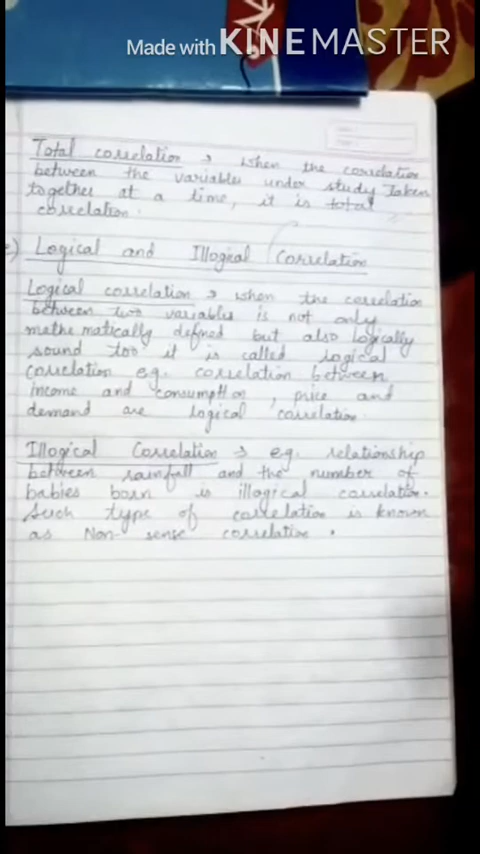 Made with KINEMASTER
Total correlation → when the correlation
between the variables under study Taken
together at a time, it is total
correlation.
e) Logical and Illogical Correlation
Logical correlation → when the correlation
between two variables is not only
mathematically defined but also logically
sound too it is called logical
correlation e.g. correlation between
income and consumption, price and
demand are logical correlation.
Illogical Correlation → e.g. relationship
between rainfall and the number of
babies born is illogical correlation.
Such type of correlation is known
as Non-sense correlation.